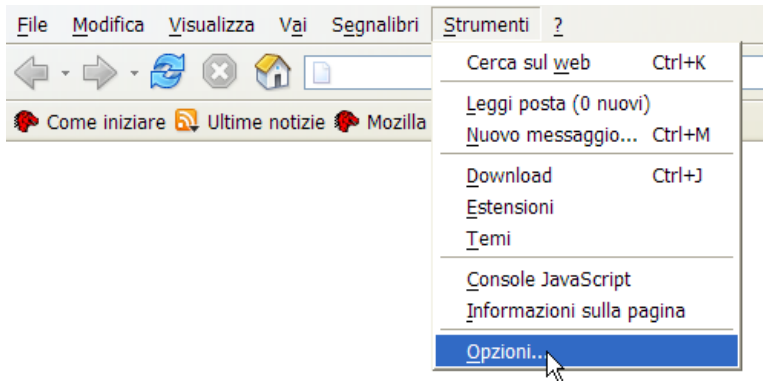 File Modifica Visualizza Vai Segnalibri Strumenti ?
Come iniziare Ultime notizie Mozilla
Cerca sul web Ctrl+K
Leggi posta (0 nuovi)
Nuovo messaggio... Ctrl+M
Download Ctrl+J
Estensioni
Temi
Console JavaScript
Informazioni sulla pagina
Opzioni...